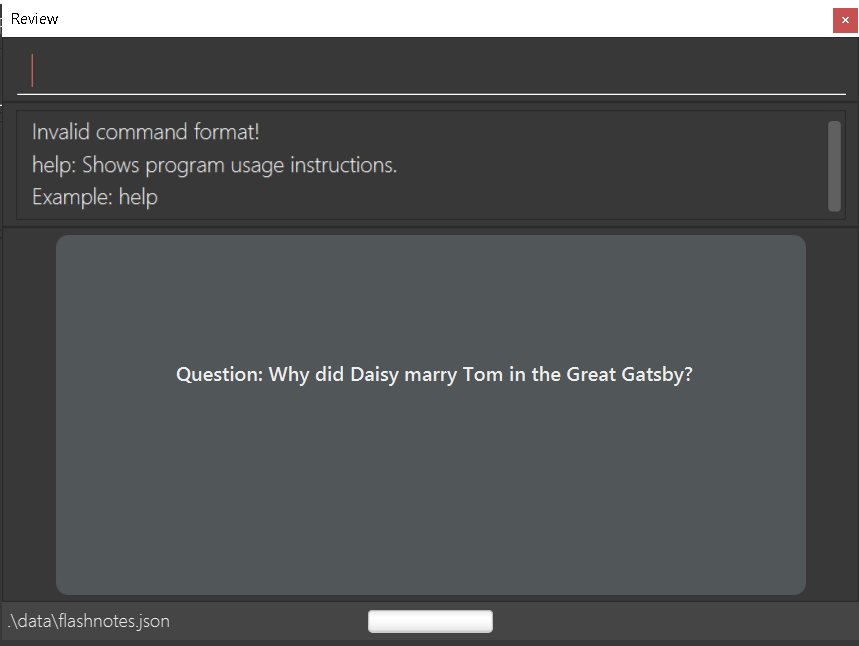 Review
Invalid command format!
help: Shows program usage instructions.
Example: help
Question: Why did Daisy marry Tom in the Great Gatsby?
.\data\flashnotes.json